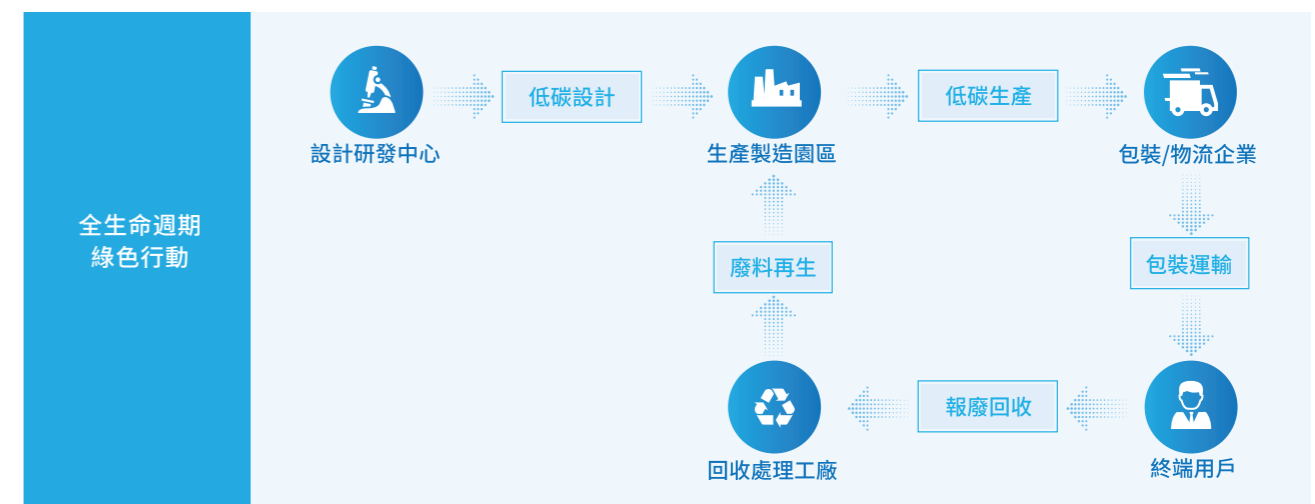 全生命週期
綠色行動
設計研發中心
低碳設計
生產製造園區
低碳生產
包裝/物流企業
包裝運輸
終端用戶
報廢回收
回收處理工廠
廢料再生